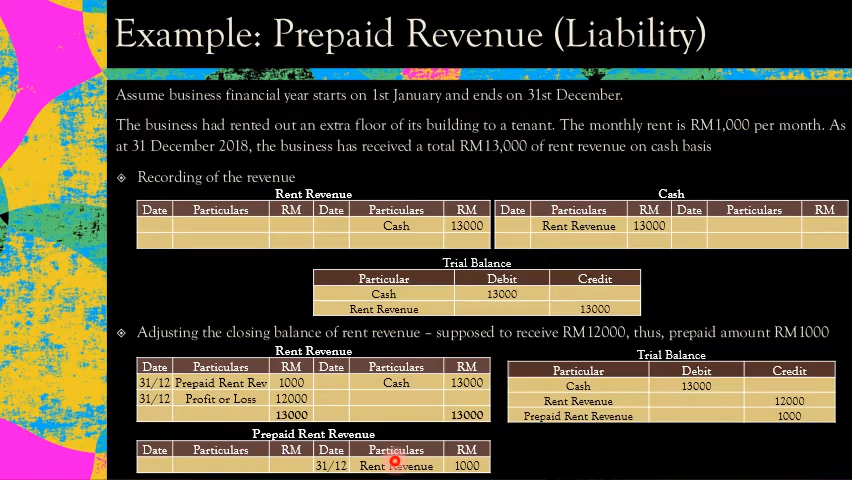 Example: Prepaid Revenue (Liability)
Assume business financial year starts on 1st January and ends on 31st December.
The business had rented out an extra floor of its building to a tenant. The monthly rent is RM1,000 per month. As
at 31 December 2018, the business has received a total RM13,000 of rent revenue on cash basis
Recording of the revenue
Rent Revenue
Date Particulars RM Date Particulars RM
Cash 13000
Cash
Date Particulars RM Date Particulars RM
Rent Revenue 13000
Trial Balance
Particular Debit Credit
Cash 13000
Rent Revenue 13000
Adjusting the closing balance of rent revenue – supposed to receive RM12000, thus, prepaid amount RM1000
Rent Revenue
Date Particulars RM Date Particulars RM
31/12 Prepaid Rent Rev 1000 Cash 13000
31/12 Profit or Loss 12000
13000 13000
Trial Balance
Particular Debit Credit
Cash 13000
Rent Revenue 12000
Prepaid Rent Revenue 1000
Prepaid Rent Revenue
Date Particulars RM Date Particulars RM
31/12 Rent Revenue 1000